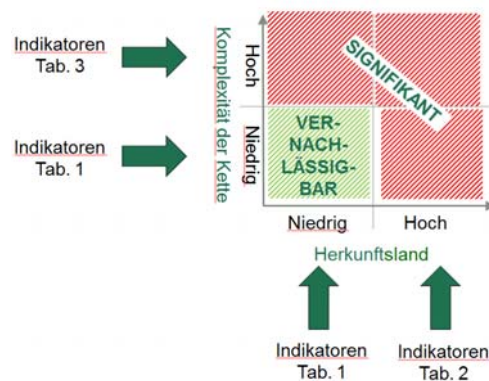 Indikatoren
Tab. 3
Indikatoren
Tab. 1
Komplexität der Kette
Hoch
Niedrig
SIGNIFIKANT
VER-
NACH-
LÄSSIG-
BAR
Niedrig
Hoch
Herkunftsland
Indikatoren
Tab. 1
Indikatoren
Tab. 2